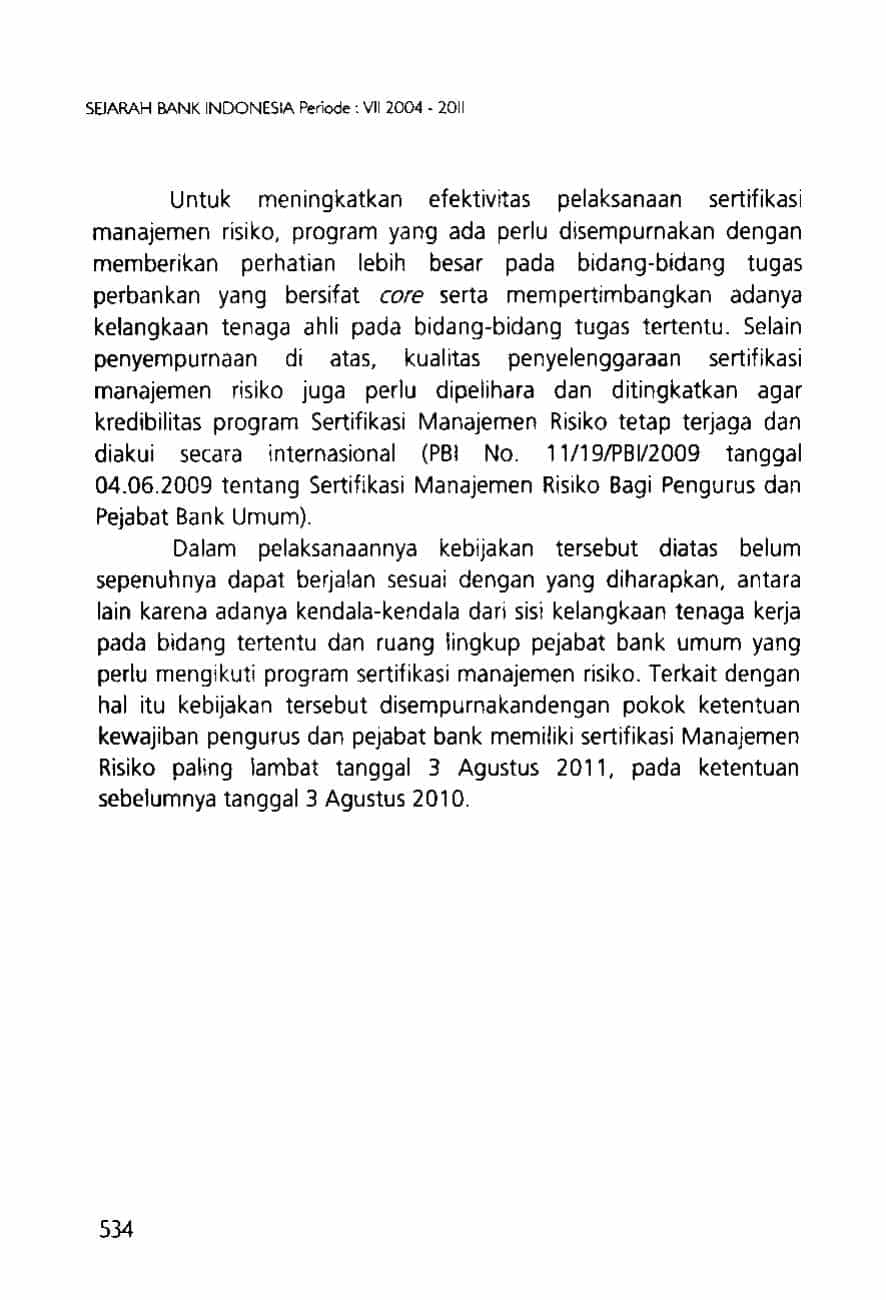 SEJARAH BANK INDONESIA Periode : VII 2004 - 2011
Untuk meningkatkan efektivitas pelaksanaan sertifikasi
manajemen risiko, program yang ada perlu disempurnakan dengan
memberikan perhatian lebih besar pada bidang-bidang tugas
perbankan yang bersifat core serta mempertimbangkan adanya
kelangkaan tenaga ahli pada bidang-bidang tugas tertentu. Selain
penyempurnaan di atas, kualitas penyelenggaraan sertifikasi
manajemen risiko juga perlu dipelihara dan ditingkatkan agar
kredibilitas program Sertifikasi Manajemen Risiko tetap terjaga dan
diakui secara internasional (PBI No. 11/19/PBI/2009 tanggal
04.06.2009 tentang Sertifikasi Manajemen Risiko Bagi Pengurus dan
Pejabat Bank Umum).
Dalam pelaksanaannya kebijakan tersebut diatas belum
sepenuhnya dapat berjalan sesuai dengan yang diharapkan, antara
lain karena adanya kendala-kendala dari sisi kelangkaan tenaga kerja
pada bidang tertentu dan ruang lingkup pejabat bank umum yang
perlu mengikuti program sertifikasi manajemen risiko. Terkait dengan
hal itu kebijakan tersebut disempurnakandengan pokok ketentuan
kewajiban pengurus dan pejabat bank memiliki sertifikasi Manajemen
Risiko paling lambat tanggal 3 Agustus 2011, pada ketentuan
sebelumnya tanggal 3 Agustus 2010.
534